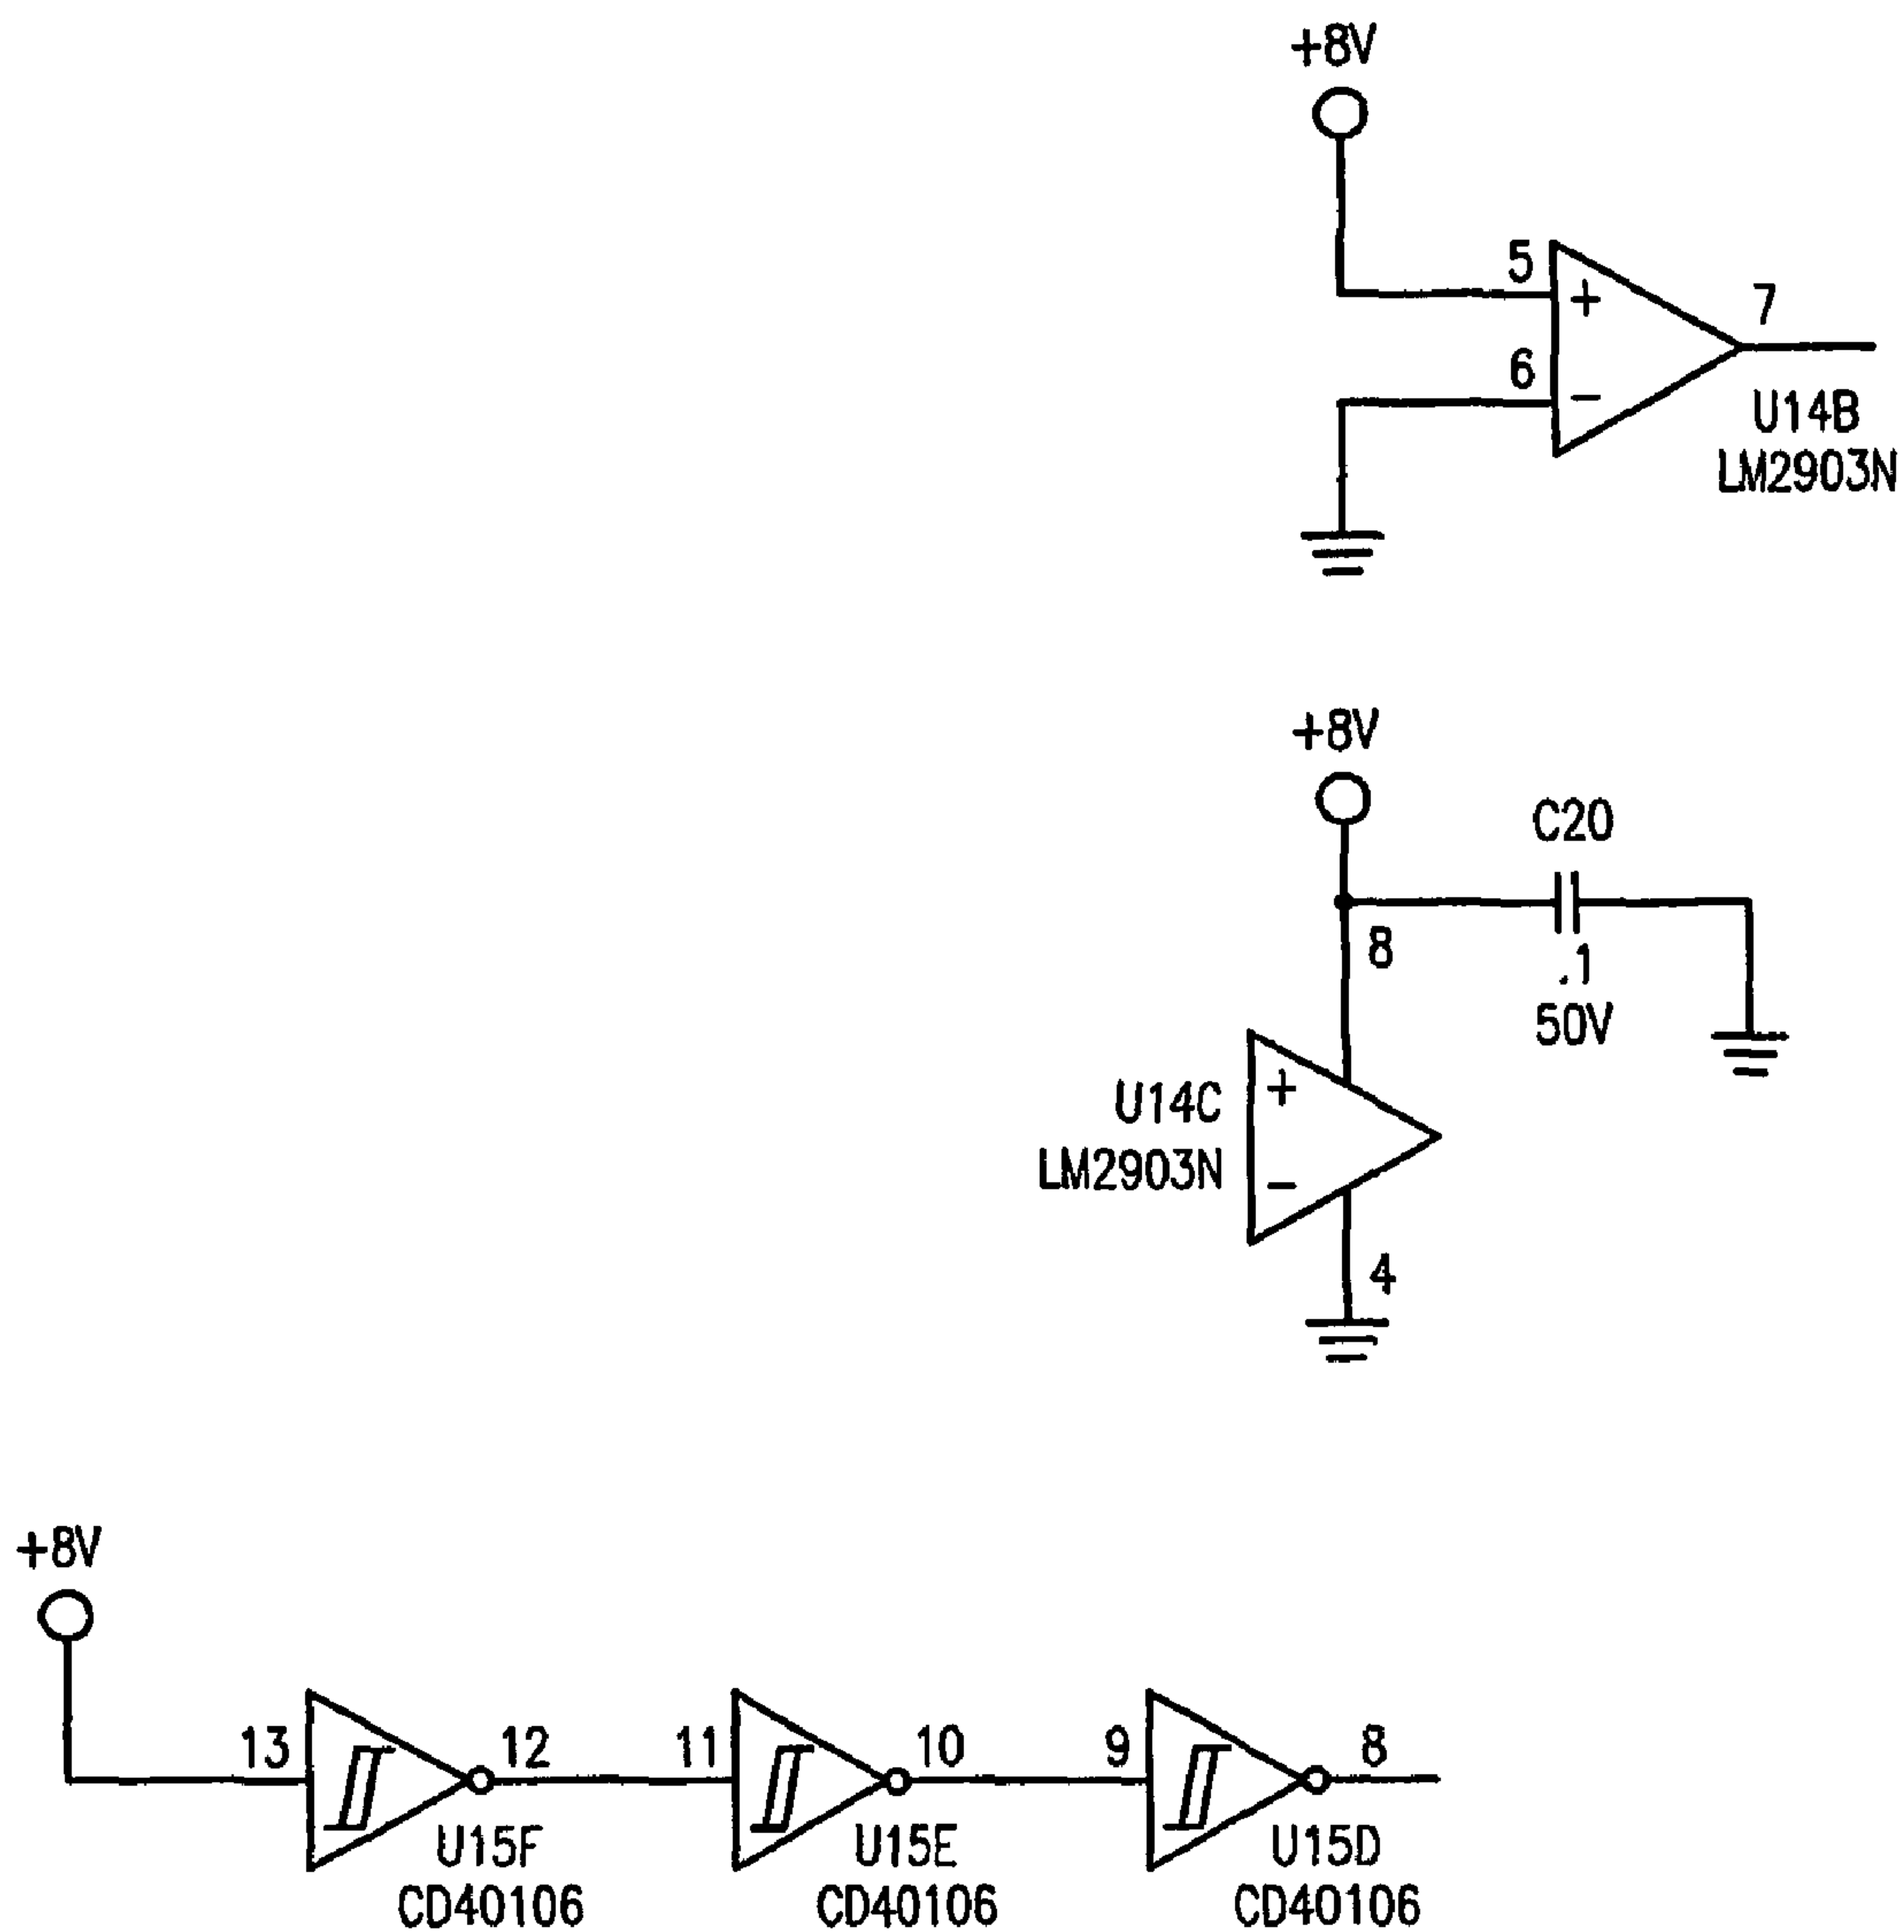 +8V
5
+
7
6
−
U14B
LM2903N
+8V
C20
8
.1
50V
U14C
+
LM2903N
−
4
+8V
13
12
11
10
9
8
U15F
U15E
U15D
CD40106
CD40106
CD40106